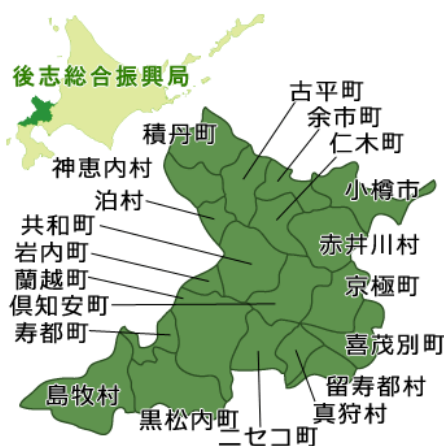 後志総合振興局
古平町
余市町
仁木町
積丹町
神恵内村
小樽市
泊村
共和町
赤井川村
岩内町
蘭越町
京極町
倶知安町
寿都町
喜茂別町
島牧村
留寿都村
黒松内町
真狩村
ニセコ町